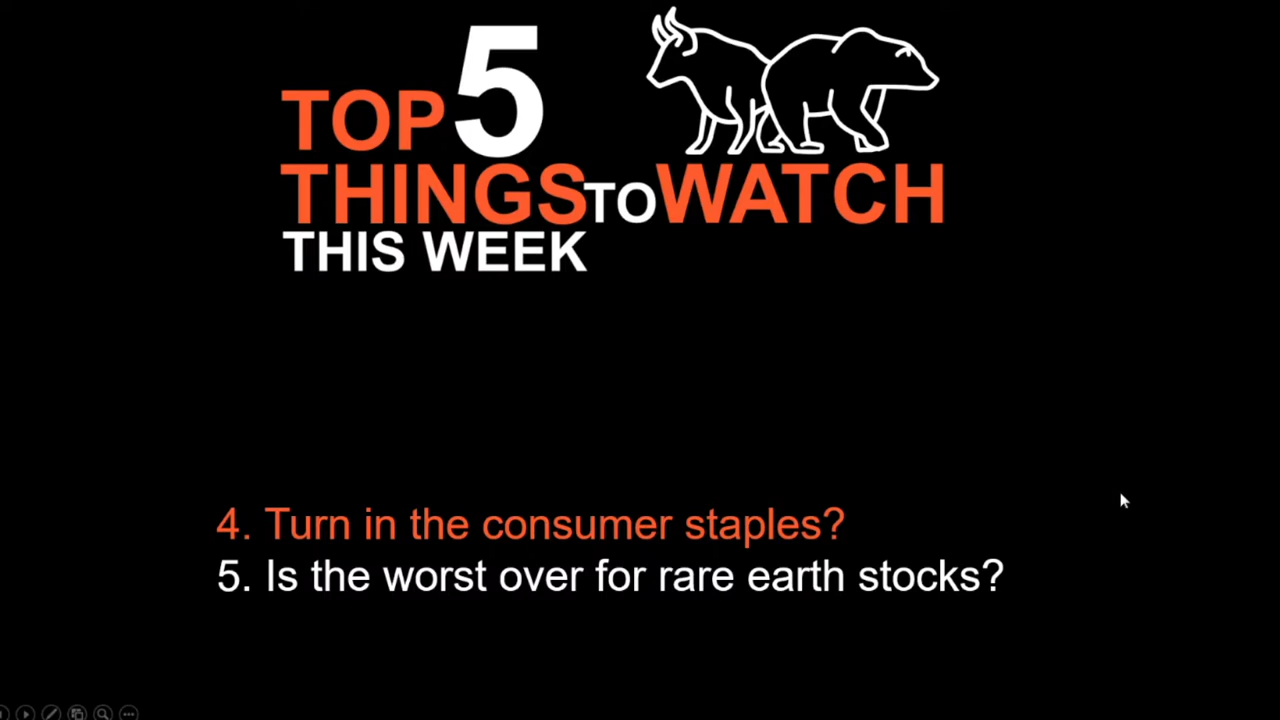 TOP 5
THINGS TO WATCH
THIS WEEK
4. Turn in the consumer staples?
5. Is the worst over for rare earth stocks?